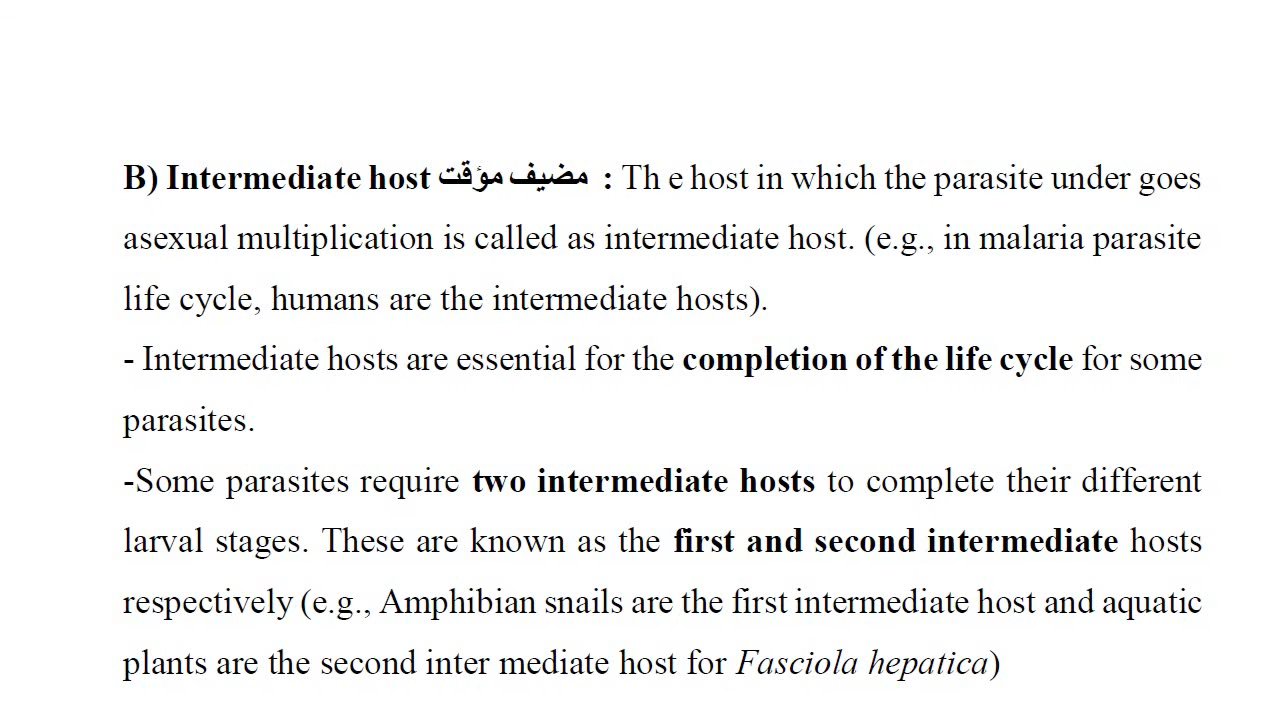 B) Intermediate host مضيف مؤقت : Th e host in which the parasite under goes
asexual multiplication is called as intermediate host. (e.g., in malaria parasite
life cycle, humans are the intermediate hosts).
- Intermediate hosts are essential for the completion of the life cycle for some
parasites.
-Some parasites require two intermediate hosts to complete their different
larval stages. These are known as the first and second intermediate hosts
respectively (e.g., Amphibian snails are the first intermediate host and aquatic
plants are the second inter mediate host for Fasciola hepatica)